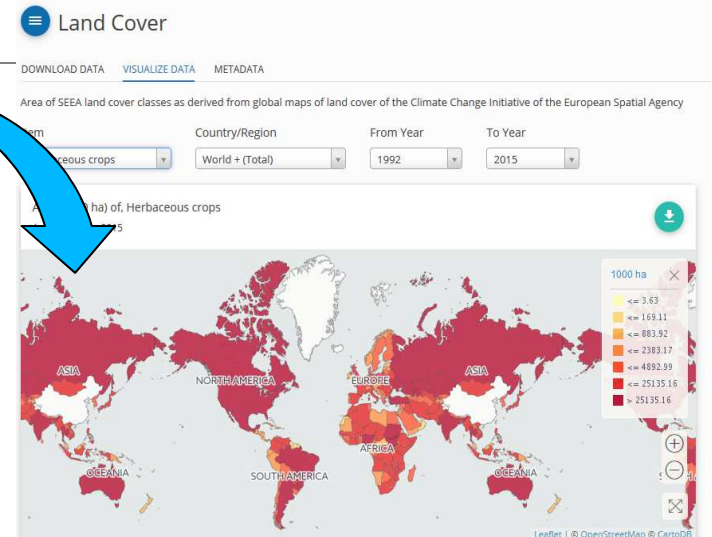 Land Cover
DOWNLOAD DATA VISUALIZE DATA METADATA
Area of SEEA land cover classes as derived from global maps of land cover of the Climate Change Initiative of the European Spatial Agency
Country/Region From Year To Year
World + (Total) 1992 2015
crops
ha) of, Herbaceous crops
1000 ha
<= 3.63
<= 169.11
<= 883.92
<= 2383.17
<= 4892.99
<= 25135.16
> 25135.16
ASIA
NORTH AMERICA
EUROPE
ASIA
AFRICA
OCEANIA
SOUTH AMERICA
OCEANIA
Leaflet | © OpenStreetMap © CartoDB